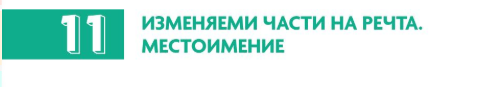 11
ИЗМЕНЯЕМИ ЧАСТИ НА РЕЧТА.
МЕСТОИМЕНИЕ